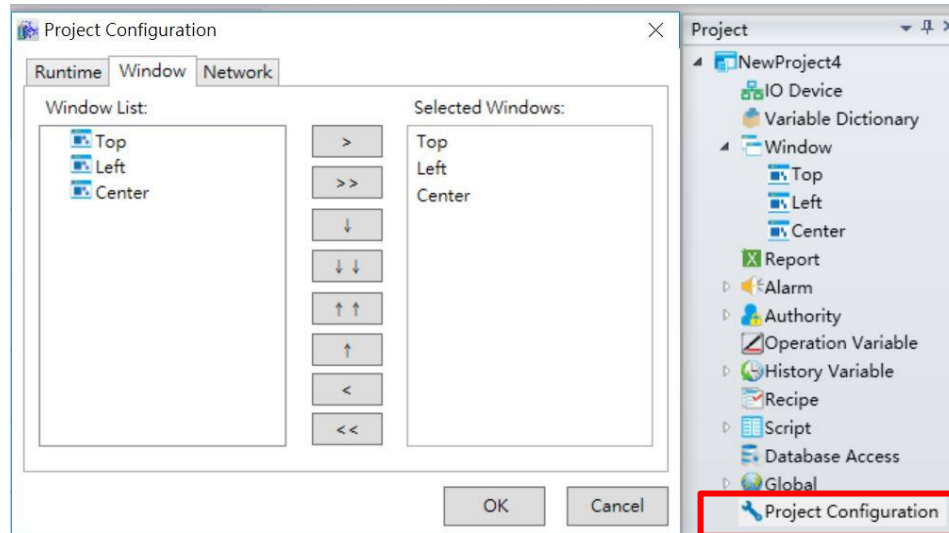 Project Configuration
Runtime
Window
Network
Window List:
Top
Left
Center
>
>>
↓
↓↓
↑↑
↑
<
<<
Selected Windows:
Top
Left
Center
OK
Cancel
Project
NewProject4
IO Device
Variable Dictionary
Window
Top
Left
Center
Report
Alarm
Authority
Operation Variable
History Variable
Recipe
Script
Database Access
Global
Project Configuration